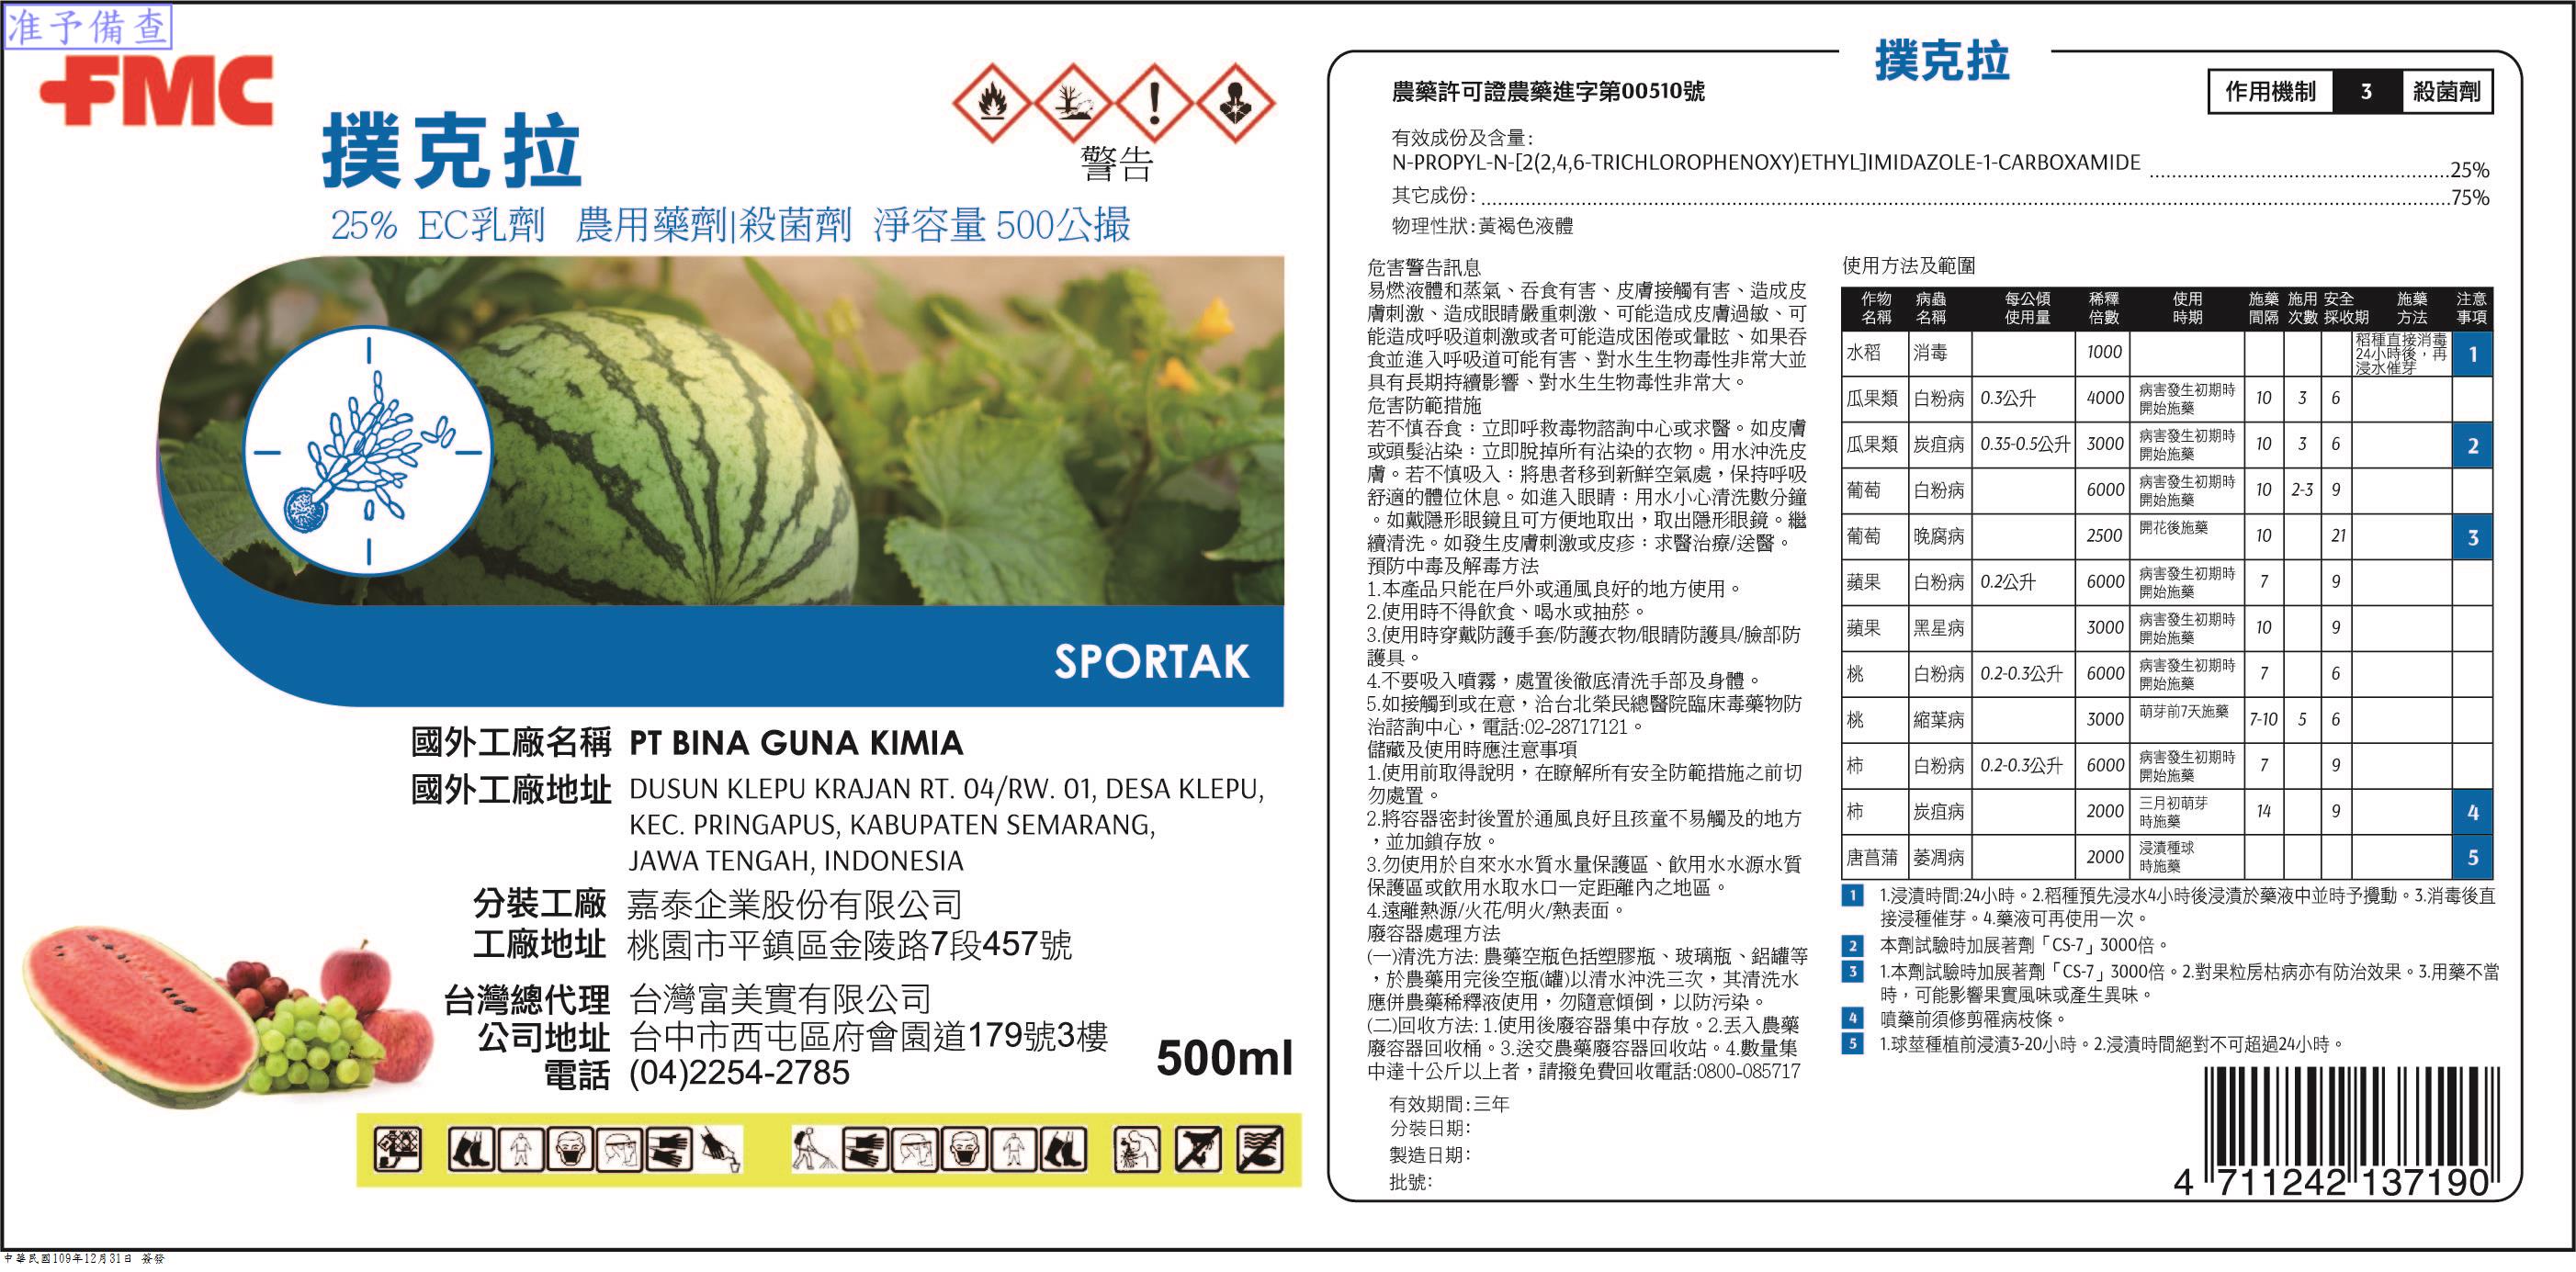 准予備查
FMC
撲克拉
警告
25% EC乳劑 農用藥劑|殺菌劑 淨容量 500公撮
SPORTAK
國外工廠名稱 PT BINA GUNA KIMIA
國外工廠地址 DUSUN KLEPU KRAJAN RT. 04/RW. 01, DESA KLEPU,
KEC. PRINGAPUS, KABUPATEN SEMARANG,
JAWA TENGAH, INDONESIA
分裝工廠 嘉泰企業股份有限公司
工廠地址 桃園市平鎮區金陵路7段457號
台灣總代理 台灣富美實有限公司
公司地址 台中市西屯區府會園道179號3樓
電話 (04)2254-2785
500ml
撲克拉
農藥許可證農藥進字第00510號
作用機制 3 殺菌劑
有效成份及含量:
N-PROPYL-N-[2(2,4,6-TRICHLOROPHENOXY)ETHYL]IMIDAZOLE-1-CARBOXAMIDE ........25%
其它成份:........75%
物理性狀:黃褐色液體
危害警告訊息
易燃液體和蒸氣、吞食有害、皮膚接觸有害、造成皮
膚刺激、造成眼睛嚴重刺激、可能造成皮膚過敏、可
能造成呼吸道刺激或者可能造成困倦或暈眩、如果吞
食並進入呼吸道可能有害、對水生生物毒性非常大並
具有長期持續影響、對水生生物毒性非常大。
危害防範措施
若不慎吞食：立即呼救毒物諮詢中心或求醫。如皮膚
或頭髮沾染：立即脫掉所有沾染的衣物。用水沖洗皮
膚。若不慎吸入：將患者移到新鮮空氣處，保持呼吸
舒適的體位休息。如進入眼睛：用水小心清洗數分鐘
。如戴隱形眼鏡且可方便地取出，取出隱形眼鏡。繼
續清洗。如發生皮膚刺激或皮疹：求醫治療/送醫。
預防中毒及解毒方法
1.本產品只能在戶外或通風良好的地方使用。
2.使用時不得飲食、喝水或抽菸。
3.使用時穿戴防護手套/防護衣物/眼睛防護具/臉部防
護具。
4.不要吸入噴霧，處置後徹底清洗手部及身體。
5.如接觸到或在意，洽台北榮民總醫院臨床毒藥物防
治諮詢中心，電話:02-28717121。
儲藏及使用時應注意事項
1.使用前取得說明，在瞭解所有安全防範措施之前切
勿處置。
2.將容器密封後置於通風良好且孩童不易觸及的地方
，並加鎖存放。
3.勿使用於自來水水質水量保護區、飲用水水源水質
保護區或飲用水取水口一定距離內之地區。
4.遠離熱源/火花/明火/熱表面。
廢容器處理方法
(一)清洗方法: 農藥空瓶色括塑膠瓶、玻璃瓶、鋁罐等
，於農藥用完後空瓶(罐)以清水沖洗三次，其清洗水
應併農藥稀釋液使用，勿隨意傾倒，以防污染。
(二)回收方法: 1.使用後廢容器集中存放。2.丟入農藥
廢容器回收桶。3.送交農藥廢容器回收站。4.數量集
中達十公斤以上者，請撥免費回收電話:0800-085717
有效期間:三年
分裝日期:
製造日期:
批號:
使用方法及範圍
作物名稱 病蟲名稱 每公傾使用量 稀釋倍數 使用時期 施藥間隔 施用次數 安全採收期 施藥方法 注意事項
水稻 消毒 1000 稻種直接消毒24小時後，再浸水催芽 1
瓜果類 白粉病 0.3公升 4000 病害發生初期時開始施藥 10 3 6
瓜果類 炭疽病 0.35-0.5公升 3000 病害發生初期時開始施藥 10 3 6 2
葡萄 白粉病 6000 病害發生初期時開始施藥 10 2-3 9
葡萄 晚腐病 2500 開花後施藥 10 21 3
蘋果 白粉病 0.2公升 6000 病害發生初期時開始施藥 7 9
蘋果 黑星病 3000 病害發生初期時開始施藥 10 9
桃 白粉病 0.2-0.3公升 6000 病害發生初期時開始施藥 7 6
桃 縮葉病 3000 萌芽前7天施藥 7-10 5 6
柿 白粉病 0.2-0.3公升 6000 病害發生初期時開始施藥 7 9
柿 炭疽病 2000 三月初萌芽時施藥 14 9 4
唐菖蒲 萎凋病 2000 浸漬種球時施藥 5
1 1.浸漬時間:24小時。2.稻種預先浸水4小時後浸漬於藥液中並時予攪動。3.消毒後直
接浸種催芽。4.藥液可再使用一次。
2 本劑試驗時加展著劑「CS-7」3000倍。
3 1.本劑試驗時加展著劑「CS-7」3000倍。2.對果粒房枯病亦有防治效果。3.用藥不當
時，可能影響果實風味或產生異味。
4 噴藥前須修剪罹病枝條。
5 1.球莖種植前浸漬3-20小時。2.浸漬時間絕對不可超過24小時。
4 711242 137190
中華民國109年12月31日 簽發